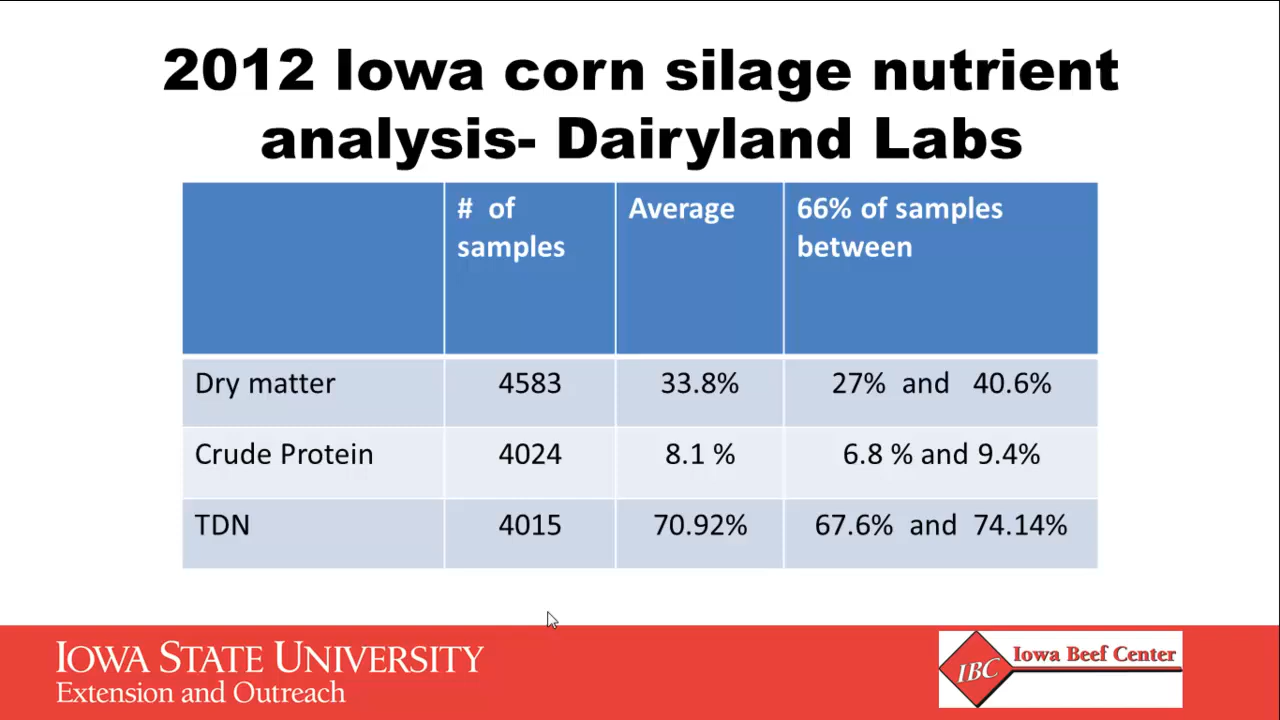 2012 Iowa corn silage nutrient
analysis- Dairyland Labs
# of samples Average 66% of samples between
Dry matter 4583 33.8% 27% and 40.6%
Crude Protein 4024 8.1 % 6.8 % and 9.4%
TDN 4015 70.92% 67.6% and 74.14%
IOWA STATE UNIVERSITY
Extension and Outreach
IBC Iowa Beef Center